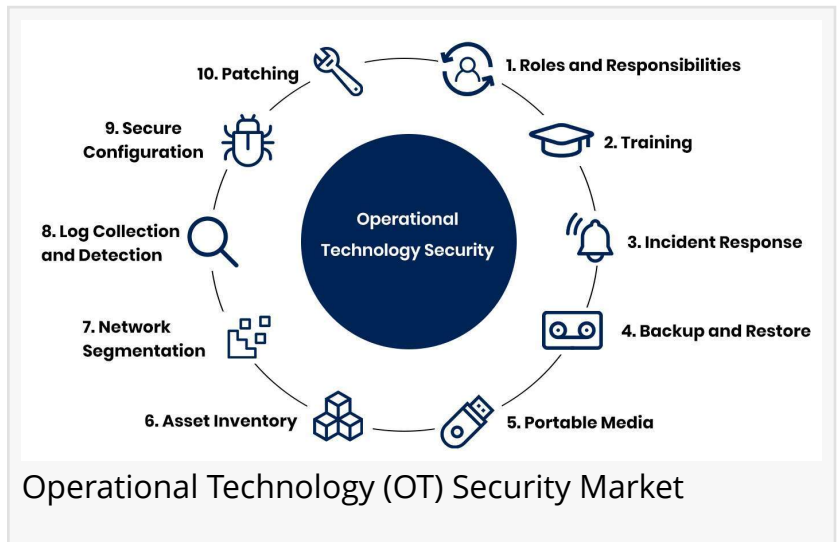 Operational
Technology Security
1. Roles and Responsibilities
2. Training
3. Incident Response
4. Backup and Restore
5. Portable Media
6. Asset Inventory
7. Network
Segmentation
8. Log Collection
and Detection
9. Secure
Configuration
10. Patching
Operational Technology (OT) Security Market